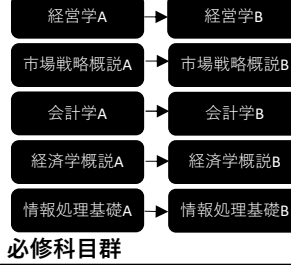 経営学A 経営学B
市場戦略概説A 市場戦略概説B
会計学A 会計学B
経済学概説A 経済学概説B
情報処理基礎A 情報処理基礎B
必修科目群